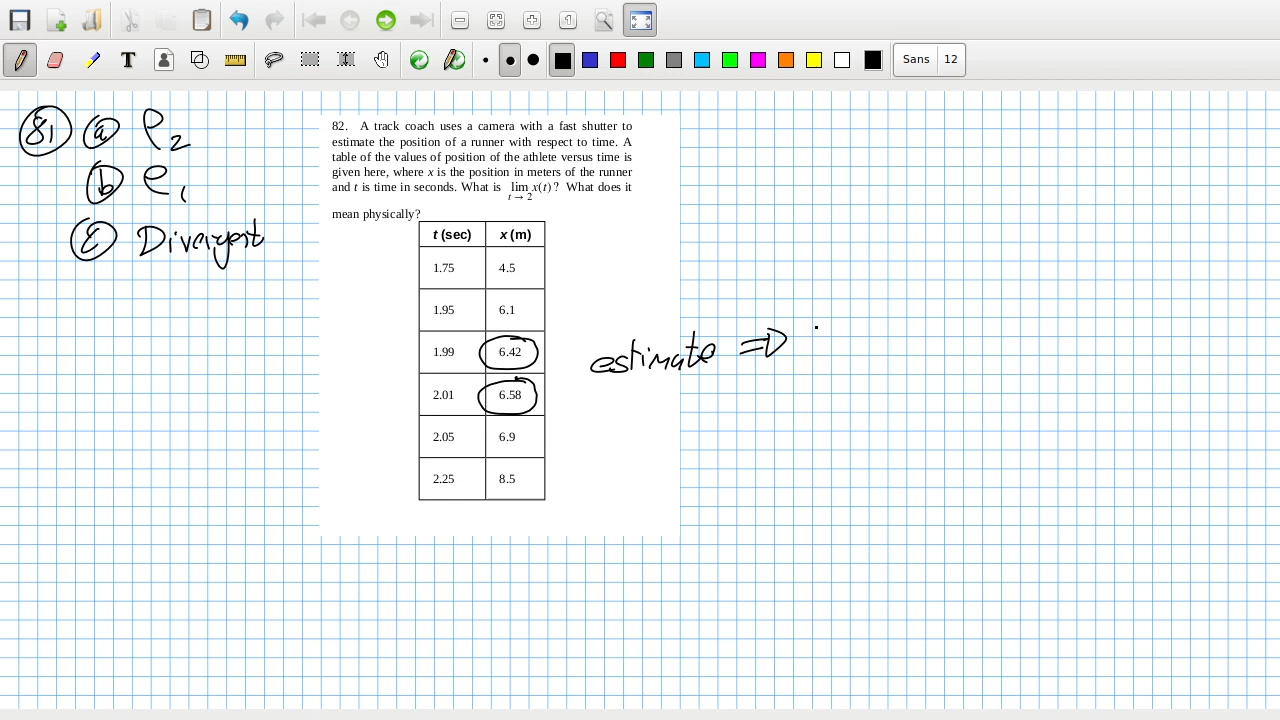 Sans 12
81 a ρ2
b e1
c Divergent
82. A track coach uses a camera with a fast shutter to
estimate the position of a runner with respect to time. A
table of the values of position of the athlete versus time is
given here, where x is the position in meters of the runner
and t is time in seconds. What is lim t → 2 x(t)? What does it
mean physically?
t (sec) x (m)
1.75 4.5
1.95 6.1
1.99 6.42
2.01 6.58
2.05 6.9
2.25 8.5
estimate ⇒